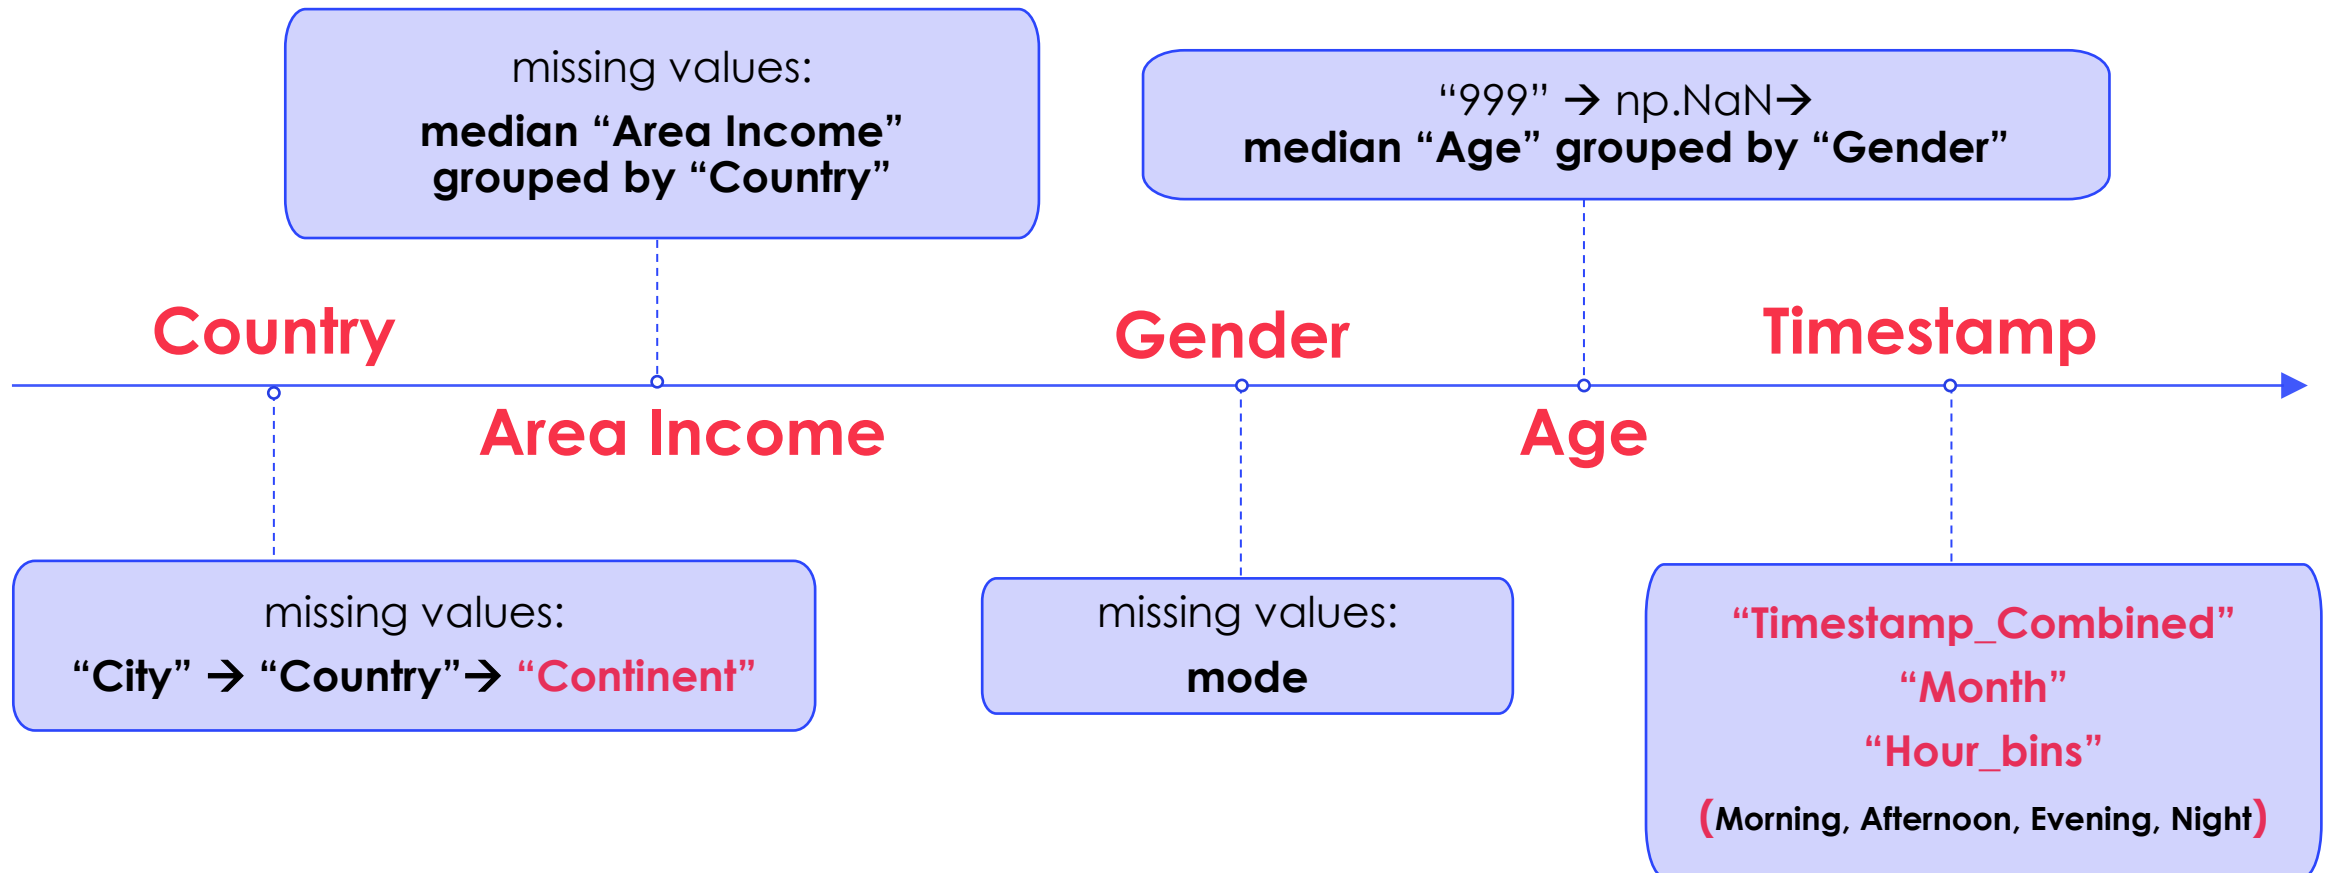 missing values:
median “Area Income”
grouped by “Country”
“999” → np.NaN→
median “Age” grouped by “Gender”
Country
Gender
Timestamp
Area Income
Age
missing values:
“City” → “Country”→ “Continent”
missing values:
mode
“Timestamp_Combined”
“Month”
“Hour_bins”
(Morning, Afternoon, Evening, Night)